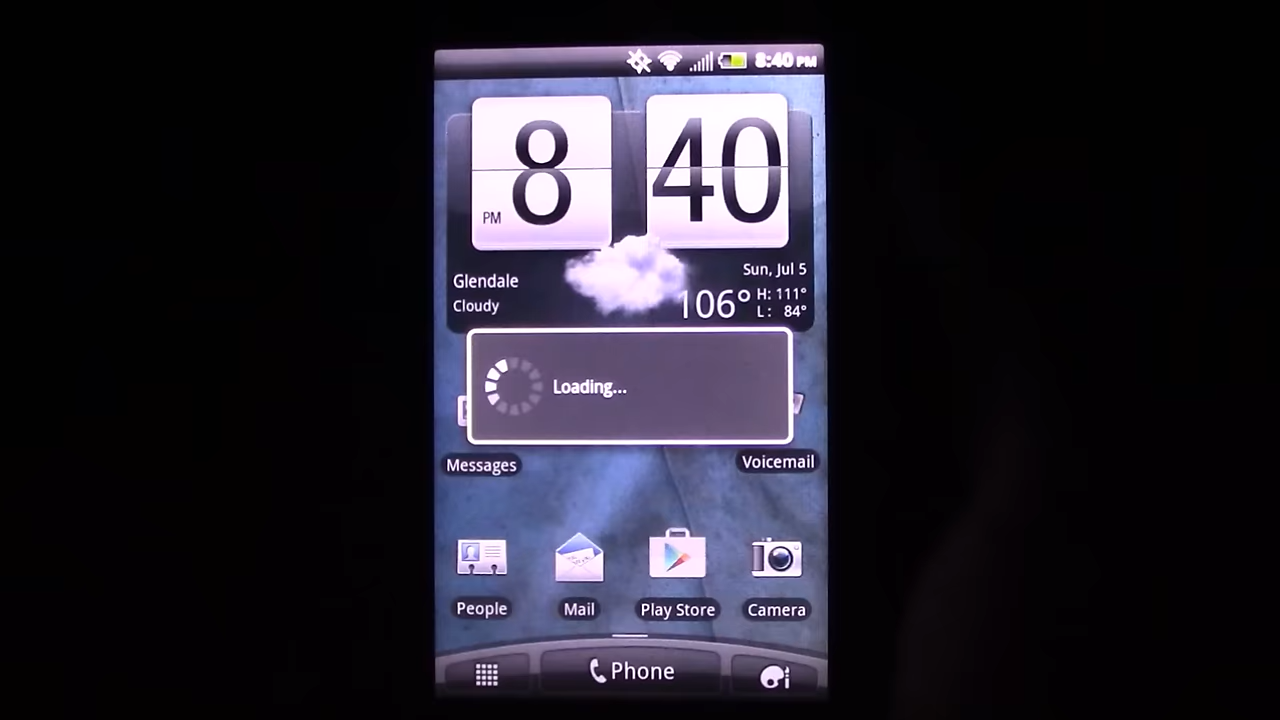 8:40 PM
8 40
PM
Glendale
Cloudy
Sun, Jul 5
106° H: 111°
L: 84°
Loading...
Messages
Voicemail
People
Mail
Play Store
Camera
Phone